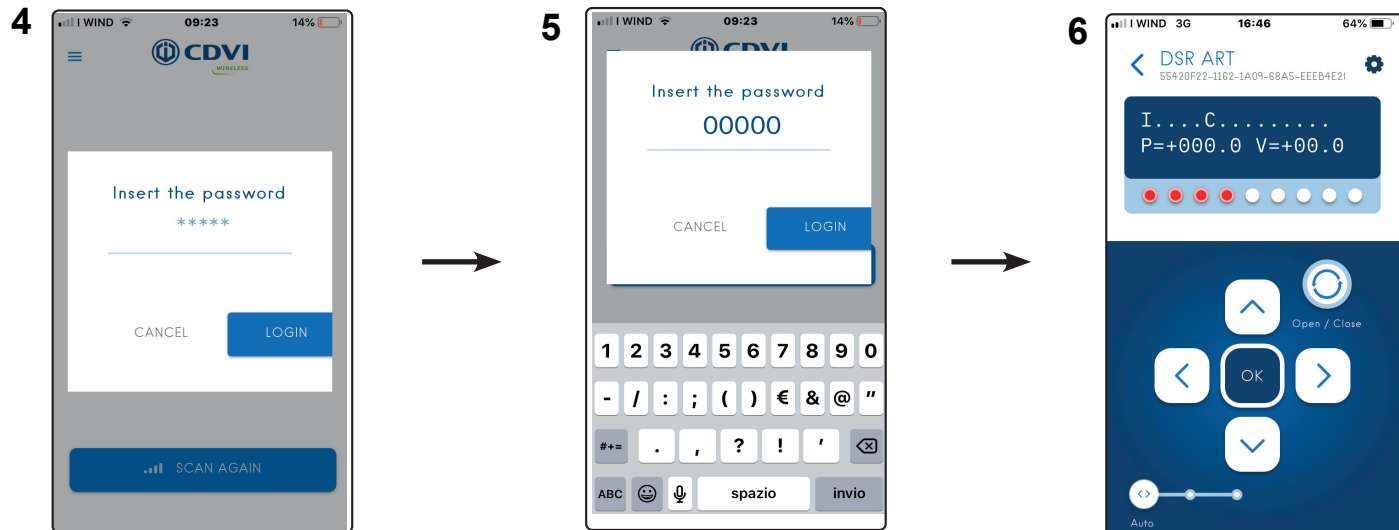 4
I WIND 09:23 14%
CDVI
WIRELESS
Insert the password
*****
CANCEL LOGIN
SCAN AGAIN
5
I WIND 09:23 14%
CDVI
Insert the password
00000
CANCEL LOGIN
1 2 3 4 5 6 7 8 9 0
- / : ; ( ) € & @ "
#+= . , ? ! '
ABC spazio invio
6
I WIND 3G 16:46 64%
DSR ART
55420F22-1162-1A09-68A5-EEEB4E2
I....C.........
P=+000.0 V=+00.0
Open / Close
OK
Auto